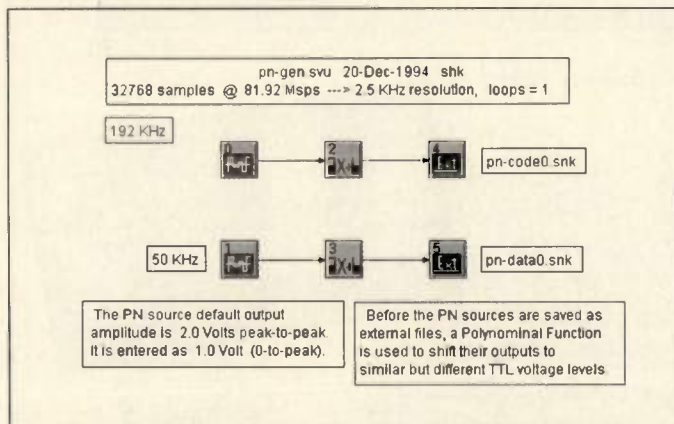 pn-gen.svu 20-Dec-1994 shk
32768 samples @ 81.92 Msps ---> 2.5 KHz resolution, loops = 1
192 KHz
0
2
4
pn-code0.snk
50 KHz
1
3
5
pn-data0.snk
The PN source default output
amplitude is 2.0 Volts peak-to-peak.
It is entered as 1.0 Volt (0-to-peak).
Before the PN sources are saved as
external files, a Polynominal Function
is used to shift their outputs to
similar but different TTL voltage levels